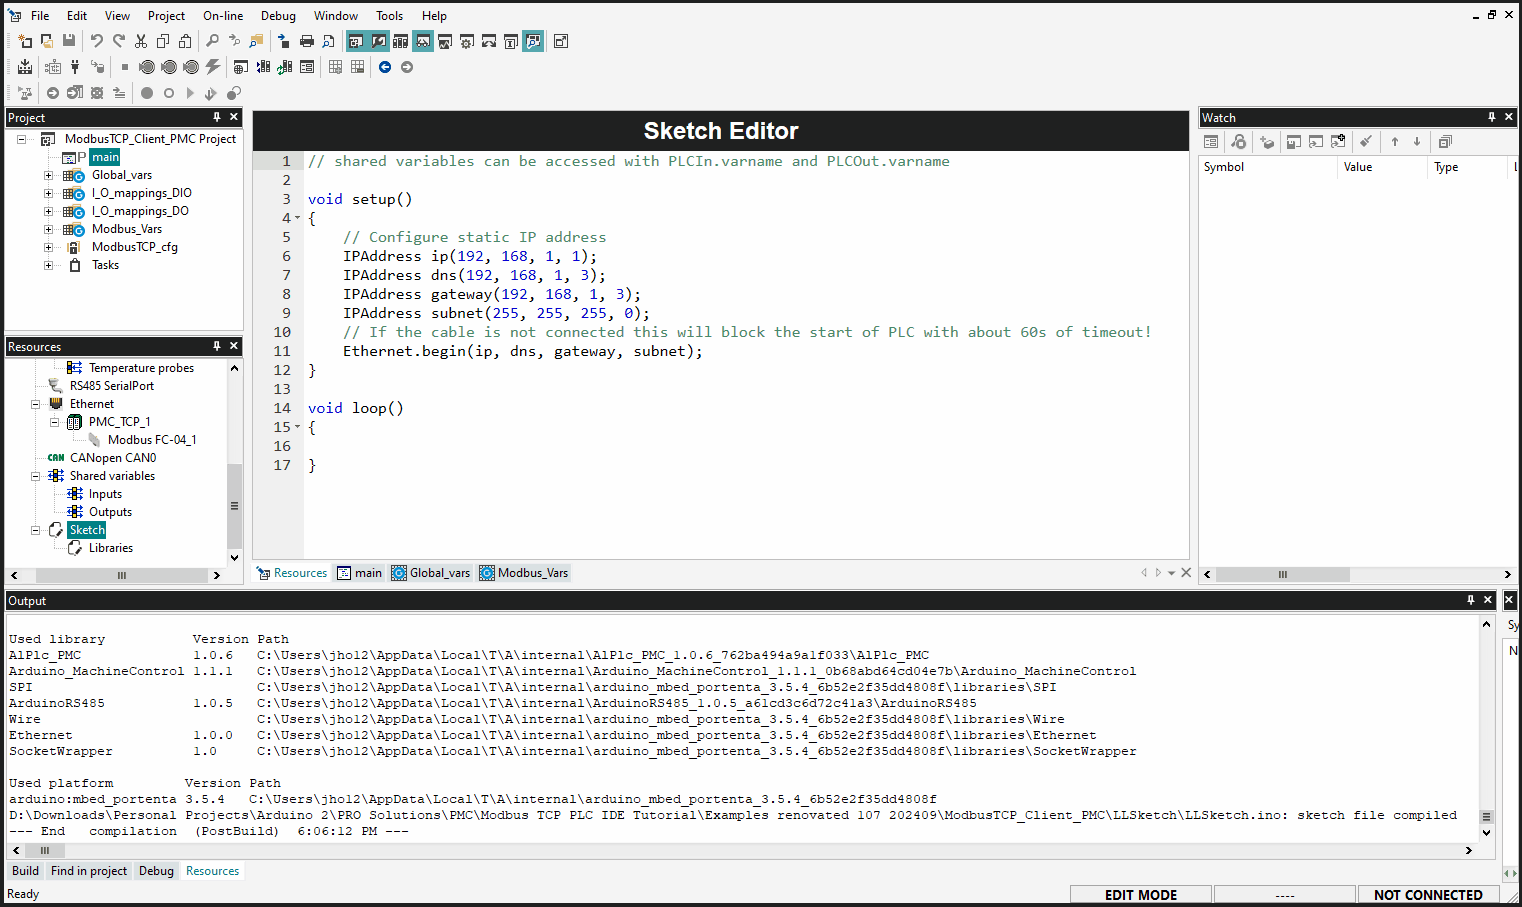 File Edit View Project On-line Debug Window Tools Help
Project
ModbusTCP_Client_PMC Project
main
Global_vars
I_O_mappings_DIO
I_O_mappings_DO
Modbus_Vars
ModbusTCP_cfg
Tasks
Resources
Temperature probes
RS485 SerialPort
Ethernet
PMC_TCP_1
Modbus FC-04_1
CAN CANopen CAN0
Shared variables
Inputs
Outputs
Sketch
Libraries
Sketch Editor
1 // shared variables can be accessed with PLCIn.varname and PLCOut.varname
2
3 void setup()
4 {
5 // Configure static IP address
6 IPAddress ip(192, 168, 1, 1);
7 IPAddress dns(192, 168, 1, 3);
8 IPAddress gateway(192, 168, 1, 3);
9 IPAddress subnet(255, 255, 255, 0);
10 // If the cable is not connected this will block the start of PLC with about 60s of timeout!
11 Ethernet.begin(ip, dns, gateway, subnet);
12 }
13
14 void loop()
15 {
16
17 }
Resources main Global_vars Modbus_Vars
Watch
Symbol Value Type
Output
Used library Version Path
AlPlc_PMC 1.0.6 C:\Users\jhol2\AppData\Local\T\A\internal\AlPlc_PMC_1.0.6_762ba494a9a1f033\AlPlc_PMC
Arduino_MachineControl 1.1.1 C:\Users\jhol2\AppData\Local\T\A\internal\Arduino_MachineControl_1.1.1_0b68abd64cd04e7b\Arduino_MachineControl
SPI C:\Users\jhol2\AppData\Local\T\A\internal\arduino_mbed_portenta_3.5.4_6b52e2f35dd4808f\libraries\SPI
ArduinoRS485 1.0.5 C:\Users\jhol2\AppData\Local\T\A\internal\ArduinoRS485_1.0.5_a61cd3c6d72c41a3\ArduinoRS485
Wire C:\Users\jhol2\AppData\Local\T\A\internal\arduino_mbed_portenta_3.5.4_6b52e2f35dd4808f\libraries\Wire
Ethernet 1.0.0 C:\Users\jhol2\AppData\Local\T\A\internal\arduino_mbed_portenta_3.5.4_6b52e2f35dd4808f\libraries\Ethernet
SocketWrapper 1.0 C:\Users\jhol2\AppData\Local\T\A\internal\arduino_mbed_portenta_3.5.4_6b52e2f35dd4808f\libraries\SocketWrapper
Used platform Version Path
arduino:mbed_portenta 3.5.4 C:\Users\jhol2\AppData\Local\T\A\internal\arduino_mbed_portenta_3.5.4_6b52e2f35dd4808f
D:\Downloads\Personal Projects\Arduino 2\PRO Solutions\PMC\Modbus TCP PLC IDE Tutorial\Examples renovated 107 202409\ModbusTCP_Client_PMC\LLSketch\LLSketch.ino: sketch file compiled
--- End compilation (PostBuild) 6:06:12 PM ---
Sy
N
Build Find in project Debug Resources
Ready EDIT MODE ---- NOT CONNECTED